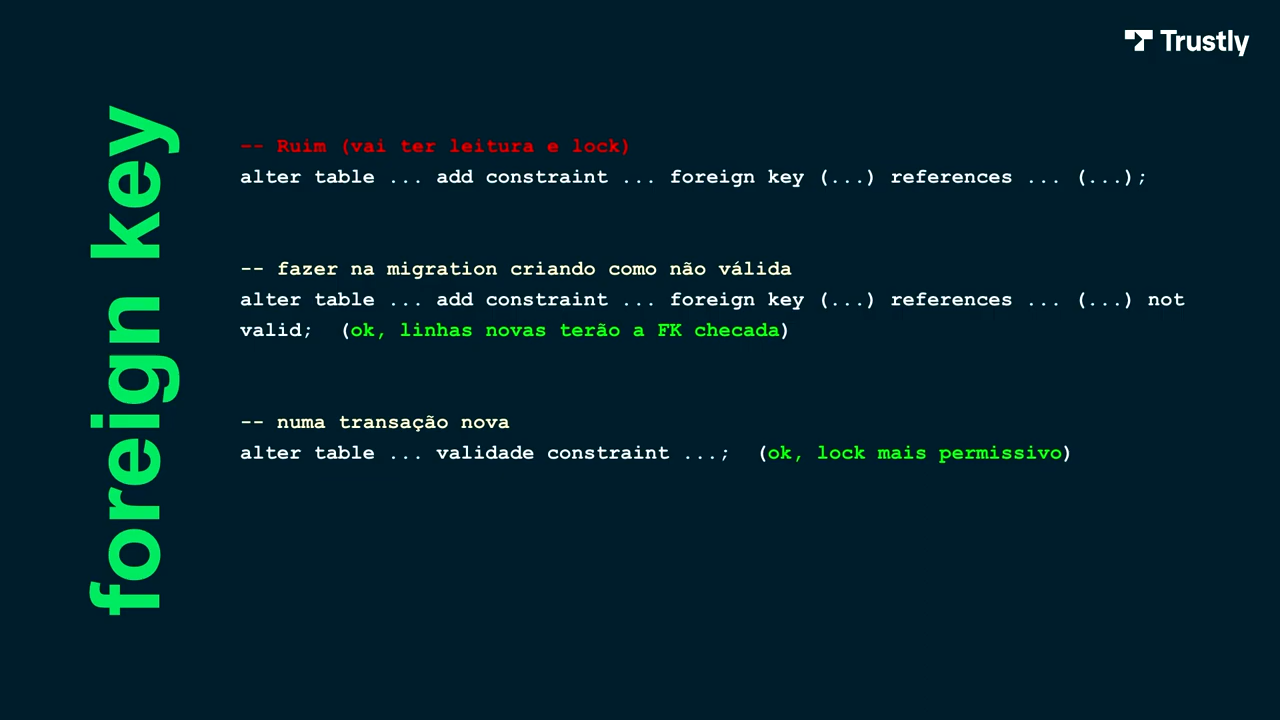 Trustly
foreign key
-- Ruim (vai ter leitura e lock)
alter table ... add constraint ... foreign key (...) references ... (...);
-- fazer na migration criando como não válida
alter table ... add constraint ... foreign key (...) references ... (...) not
valid;  (ok, linhas novas terão a FK checada)
-- numa transação nova
alter table ... validade constraint ...;  (ok, lock mais permissivo)